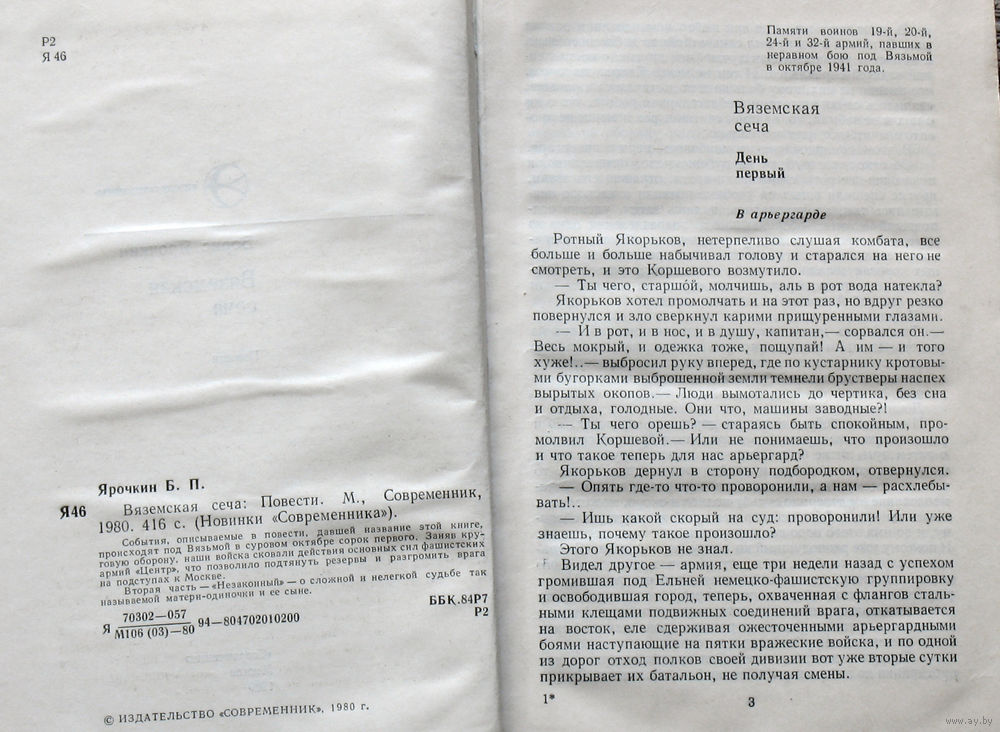 Р2
Я 46
Ярочкин Б. П.
Я46
Вяземская сеча: Повести. М., Современник,
1980. 416 с. (Новинки «Современника»).
События, описываемые в повести, давшей название этой книге,
происходят под Вязьмой в суровом октябре сорок первого. Заняв кру-
говую оборону, наши войска сковали действия основных сил фашистских
армий «Центр», что позволило подтянуть резервы и разгромить врага
на подступах к Москве.
Вторая часть — «Незаконный» — о сложной и нелегкой судьбе так
называемой матери-одиночки и ее сыне.
Я 70302—057
М106 (03)—80
94—804702010200
ББК.84Р7
Р2
© ИЗДАТЕЛЬСТВО «СОВРЕМЕННИК», 1980 г.
Памяти воинов 19-й, 20-й,
24-й и 32-й армий, павших в
неравном бою под Вязьмой
в октябре 1941 года.
Вяземская
сеча
День
первый
В арьергарде
Ротный Якорьков, нетерпеливо слушая комбата, все
больше и больше набычивал голову и старался на него не
смотреть, и это Коршевого возмутило.
— Ты чего, старшо́й, молчишь, аль в рот вода натекла?
Якорьков хотел промолчать и на этот раз, но вдруг резко
повернулся и зло сверкнул карими прищуренными глазами.
— И в рот, и в нос, и в душу, капитан,— сорвался он.—
Весь мокрый, и одежка тоже, пощупай! А им — и того
хуже!..— выбросил руку вперед, где по кустарнику кротовы-
ми бугорками выброшенной земли темнели брустверы наспех
вырытых окопов.— Люди вымотались до чертика, без сна
и отдыха, голодные. Они что, машины заводные?!
— Ты чего орешь? — стараясь быть спокойным, про-
молвил Коршевой.— Или не понимаешь, что произошло
и что такое теперь для нас арьергард?
Якорьков дернул в сторону подбородком, отвернулся.
— Опять где-то что-то проворонили, а нам — расхлебы-
вать!..
— Ишь какой скорый на суд: проворонили! Или уже
знаешь, почему такое произошло?
Этого Якорьков не знал.
Видел другое — армия, еще три недели назад с успехом
громившая под Ельней немецко-фашистскую группировку
и освободившая город, теперь, охваченная с флангов сталь-
ными клещами подвижных соединений врага, откатывается
на восток, еле сдерживая ожесточенными арьергардными
боями наступающие на пятки вражеские войска, и по одной
из дорог отход полков своей дивизии вот уже вторые сутки
прикрывает их батальон, не получая смены.
1*
3
www.ay.by